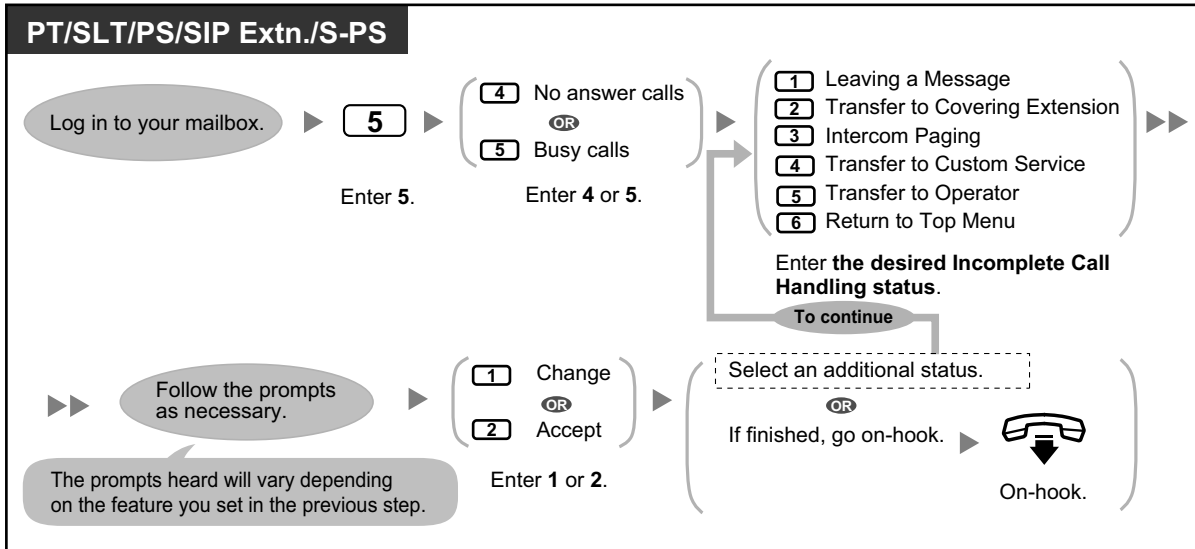 PT/SLT/PS/SIP Extn./S-PS
Log in to your mailbox.
5
Enter 5.
4 No answer calls
OR
5 Busy calls
Enter 4 or 5.
1 Leaving a Message
2 Transfer to Covering Extension
3 Intercom Paging
4 Transfer to Custom Service
5 Transfer to Operator
6 Return to Top Menu
Enter the desired Incomplete Call
Handling status.
To continue
Follow the prompts
as necessary.
The prompts heard will vary depending
on the feature you set in the previous step.
1 Change
OR
2 Accept
Enter 1 or 2.
Select an additional status.
OR
If finished, go on-hook.
On-hook.